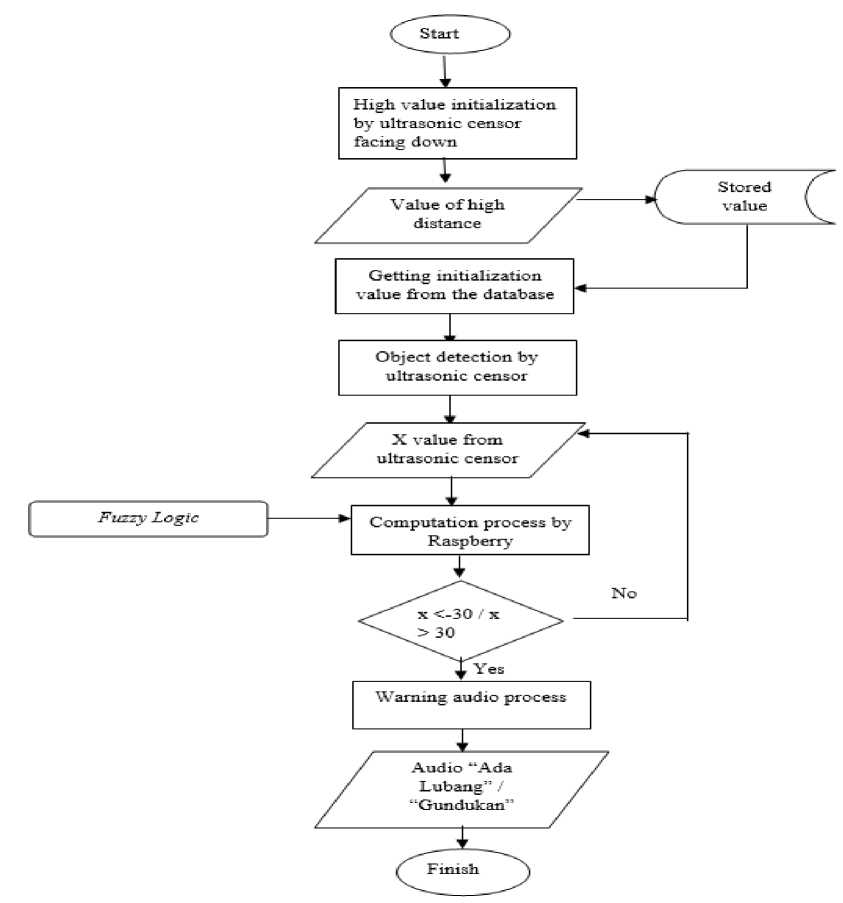 Start
High value initialization
by ultrasonic censor
facing down
Value of high
distance
Stored
value
Getting initialization
value from the database
Object detection by
ultrasonic censor
X value from
ultrasonic censor
Fuzzy Logic
Computation process by
Raspberry
x <-30 / x
> 30
No
Yes
Warning audio process
Audio “Ada
Lubang” /
“Gundukan”
Finish